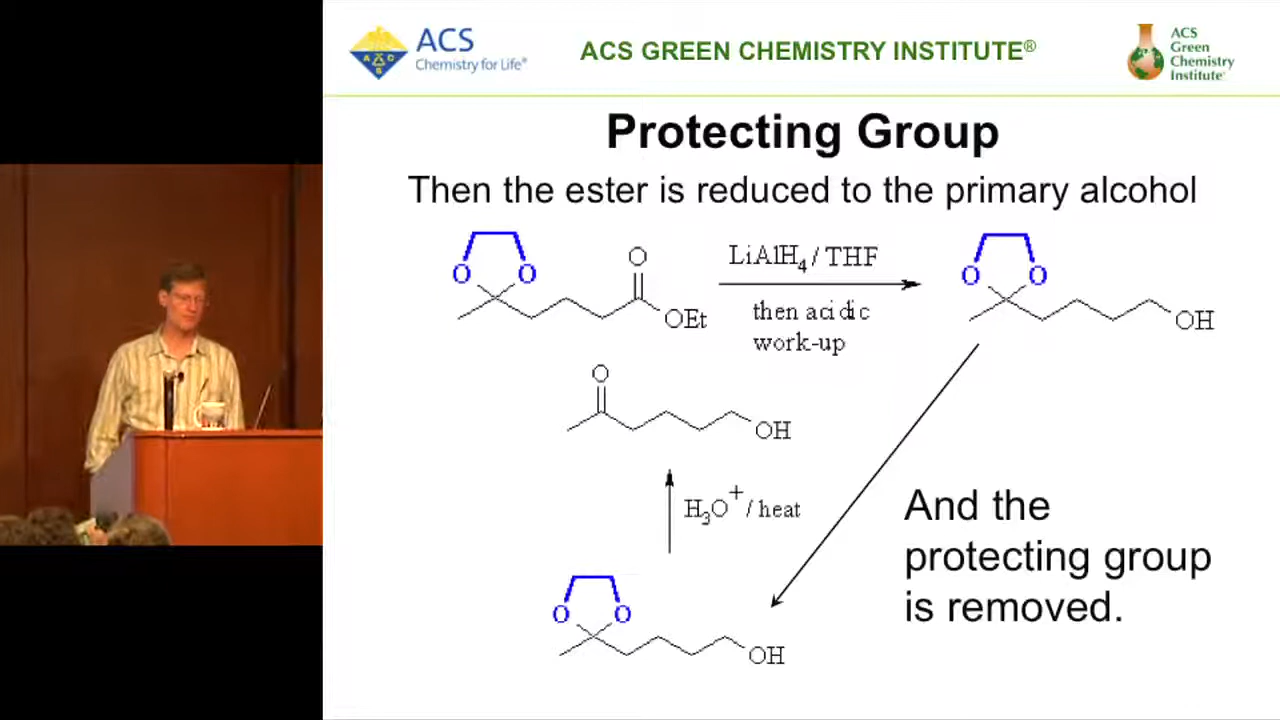 ACS
Chemistry for Life®
A C S
ACS GREEN CHEMISTRY INSTITUTE®
ACS
Green
Chemistry
Institute®
Protecting Group
Then the ester is reduced to the primary alcohol
O O
O
OEt
LiAlH4 / THF
then acidic
work-up
O O
OH
O
OH
H3O+ / heat
And the
protecting group
is removed.
O O
OH